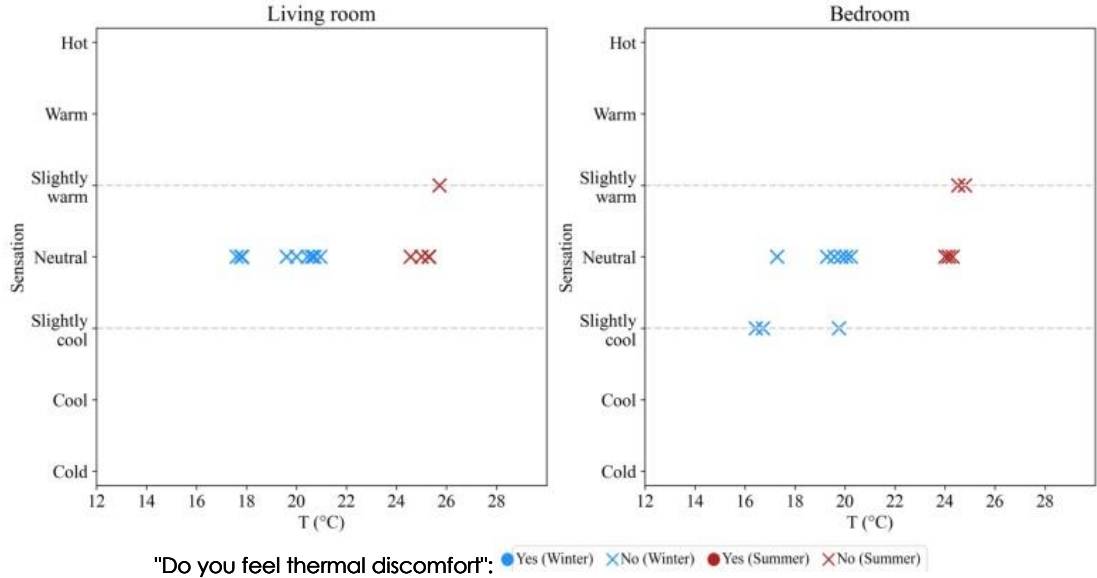 Living room
Hot
Warm
Slightly
warm
Neutral
Slightly
cool
Cool
Cold
Sensation
12 14 16 18 20 22 24 26 28
T (°C)
Bedroom
Hot
Warm
Slightly
warm
Neutral
Slightly
cool
Cool
Cold
Sensation
12 14 16 18 20 22 24 26 28
T (°C)
"Do you feel thermal discomfort": Yes (Winter) No (Winter) Yes (Summer) No (Summer)